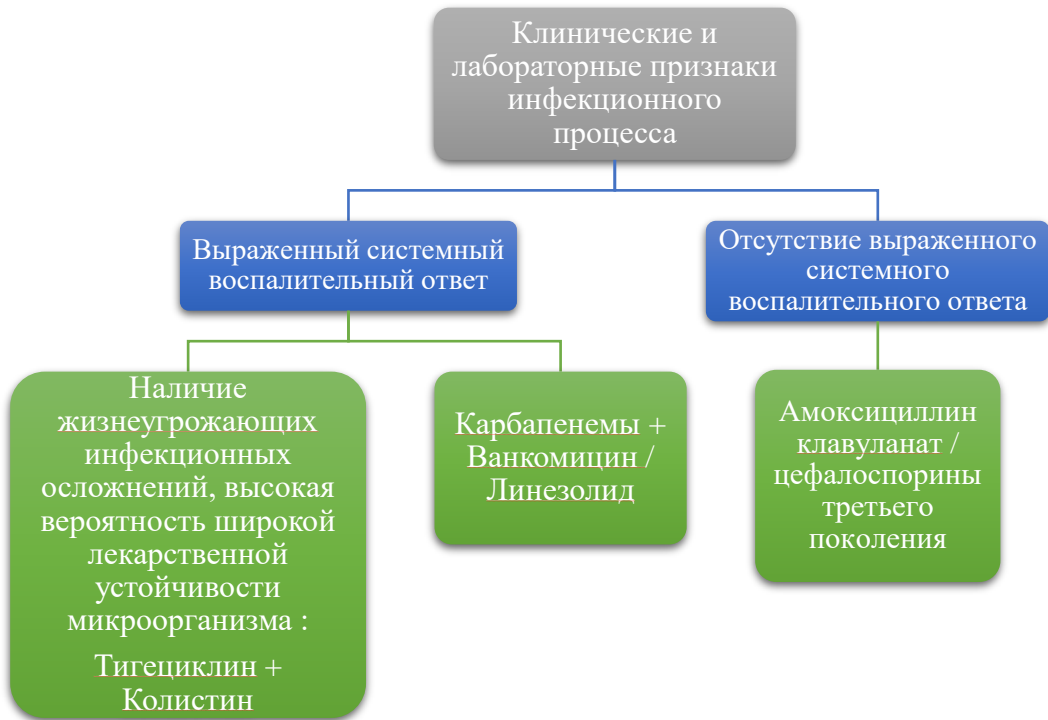 Клинические и
лабораторные признаки
инфекционного
процесса
Выраженный системный
воспалительный ответ
Отсутствие выраженного
системного
воспалительного ответа
Наличие
жизнеугрожающих
инфекционных
осложнений, высокая
вероятность широкой
лекарственной
устойчивости
микроорганизма :
Тигециклин +
Колистин
Карбапенемы +
Ванкомицин /
Линезолид
Амоксициллин
клавуланат /
цефалоспорины
третьего
поколения